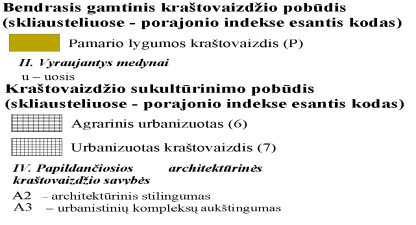 Bendrasis gamtinis kraštovaizdžio pobūdis
(skliausteliuose - porajonio indekse esantis kodas)
Pamario lygumos kraštovaizdis (P)
II. Vyraujantys medynai
u – uosis
Kraštovaizdžio sukultūrinimo pobūdis
(skliausteliuose - porajonio indekse esantis kodas)
Agrarinis urbanizuotas (6)
Urbanizuotas kraštovaizdis (7)
IV. Papildančiosios architektūrinės
kraštovaizdžio savybės
A2 – architektūrinis stilingumas
A3 – urbanistinių kompleksų aukštingumas